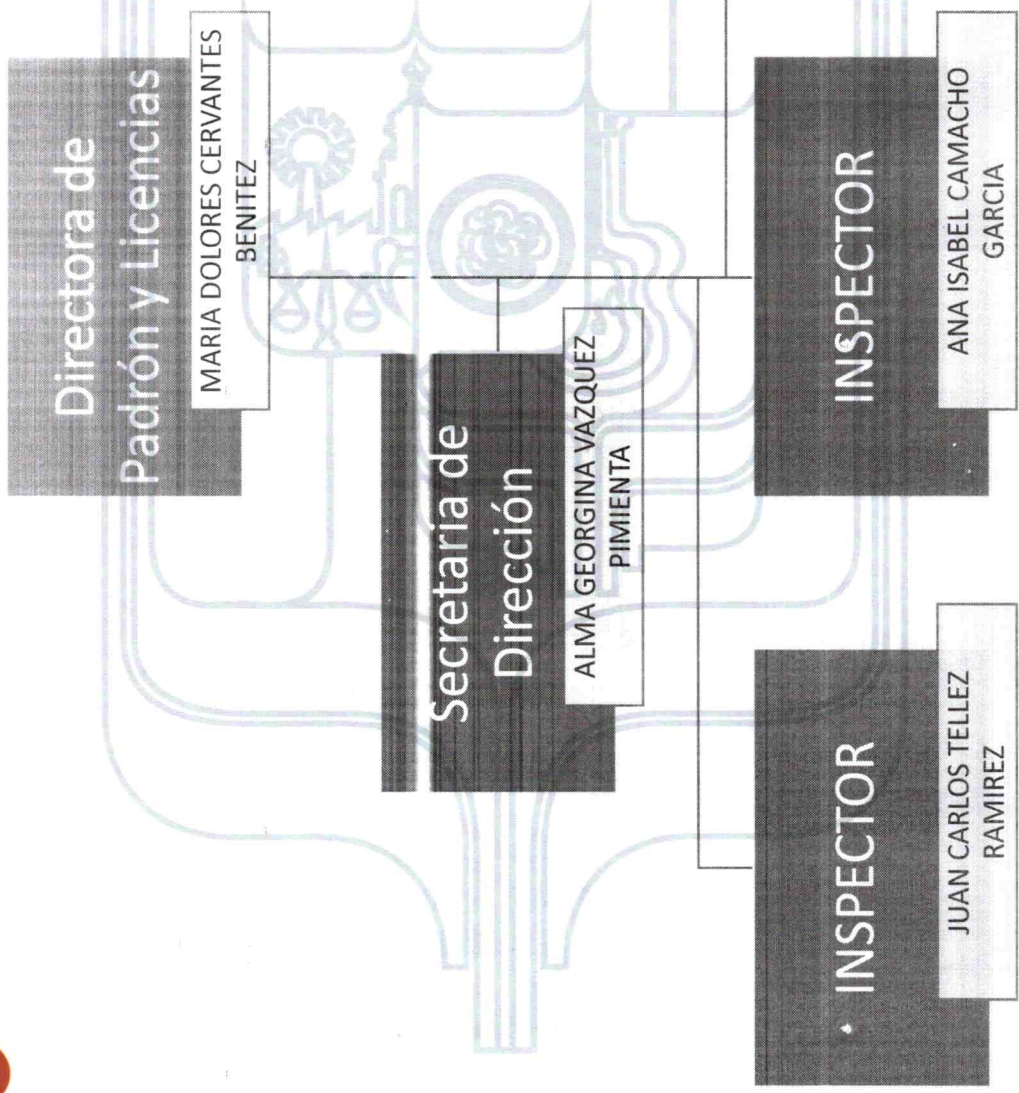 Directora de
Padrón y Licencias
MARIA DOLORES CERVANTES
BENITEZ
Secretaría de
Dirección
ALMA GEORGINA VAZQUEZ
PIMIENTA
• INSPECTOR
JUAN CARLOS TELLEZ
RAMIREZ
INSPECTOR
ANA ISABEL CAMACHO
GARCIA